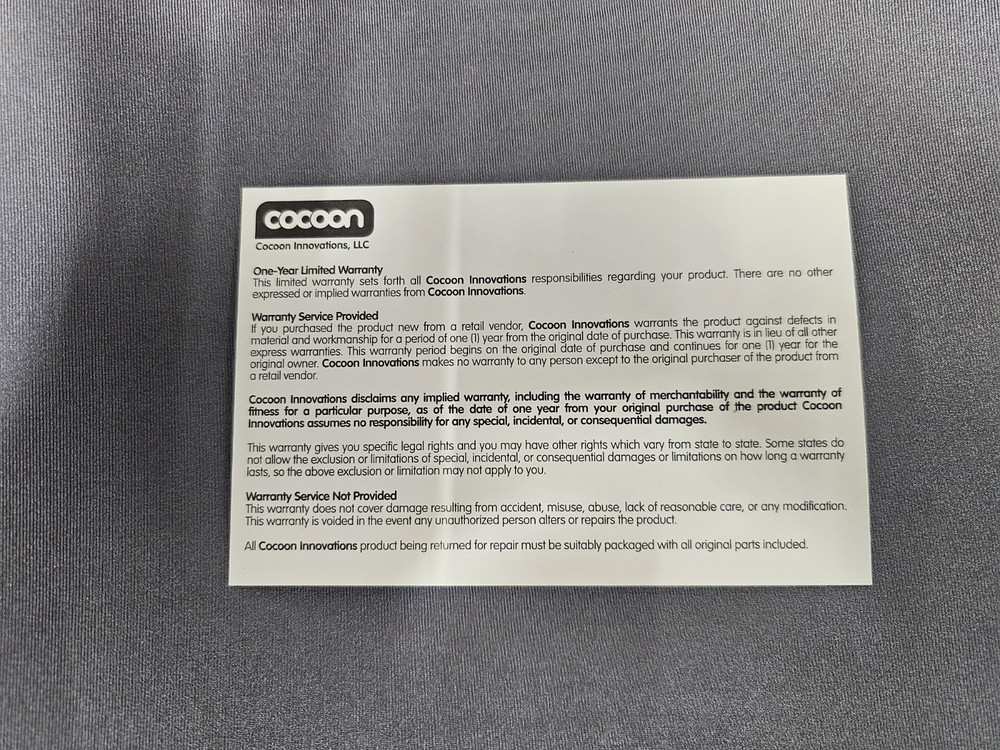 cocoon
Cocoon Innovations, LLC
One-Year Limited Warranty
This limited warranty sets forth all Cocoon Innovations responsibilities regarding your product. There are no other
expressed or implied warranties from Cocoon Innovations.
Warranty Service Provided
If you purchased the product new from a retail vendor, Cocoon Innovations warrants the product against defects in
material and workmanship for a period of one (1) year from the original date of purchase. This warranty is in lieu of all other
express warranties. This warranty period begins on the original date of purchase and continues for one (1) year for the
original owner. Cocoon Innovations makes no warranty to any person except to the original purchaser of the product from
a retail vendor.
Cocoon Innovations disclaims any implied warranty, including the warranty of merchantability and the warranty of
fitness for a particular purpose, as of the date of one year from your original purchase of the product Cocoon
Innovations assumes no responsibility for any special, incidental, or consequential damages.
This warranty gives you specific legal rights and you may have other rights which vary from state to state. Some states do
not allow the exclusion or limitations of special, incidental, or consequential damages or limitations on how long a warranty
lasts, so the above exclusion or limitation may not apply to you.
Warranty Service Not Provided
This warranty does not cover damage resulting from accident, misuse, abuse, lack of reasonable care, or any modification.
This warranty is voided in the event any unauthorized person alters or repairs the product.
All Cocoon Innovations product being returned for repair must be suitably packaged with all original parts included.